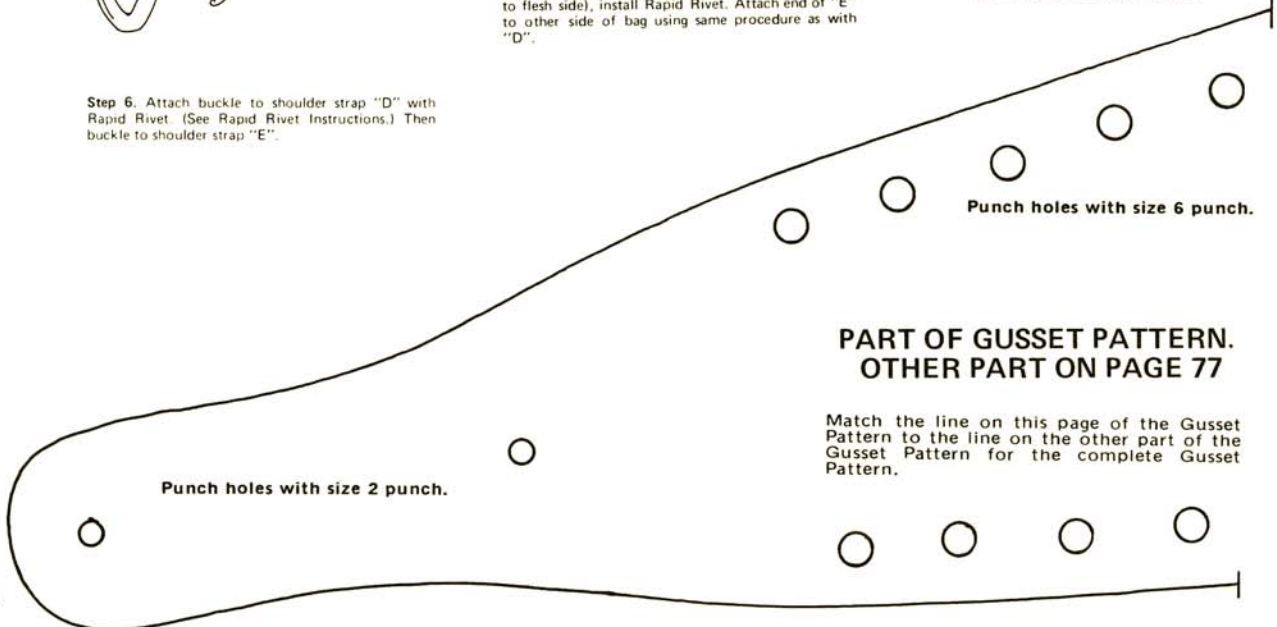 to flesh side), install Rapid Rivet. Attach end of "E"
to other side of bag using same procedure as with
"D".
Step 6. Attach buckle to shoulder strap "D" with
Rapid Rivet. (See Rapid Rivet Instructions.) Then
buckle to shoulder strap "E".
Punch holes with size 6 punch.
PART OF GUSSET PATTERN.
OTHER PART ON PAGE 77
Match the line on this page of the Gusset
Pattern to the line on the other part of the
Gusset Pattern for the complete Gusset
Pattern.
Punch holes with size 2 punch.